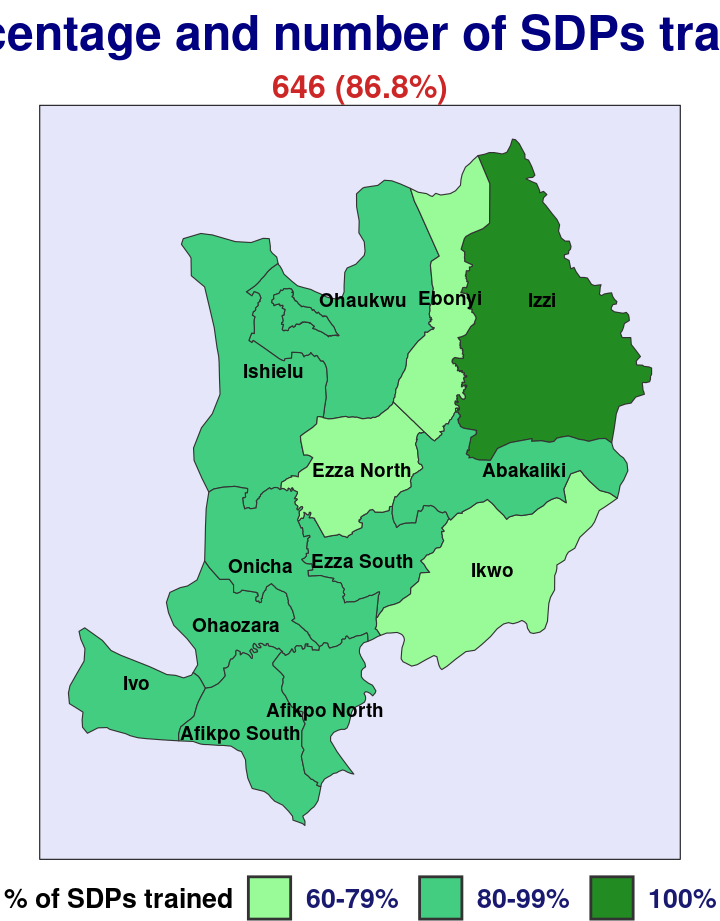 centage and number of SDPs tra
646 (86.8%)
Ohaukwu
Ebonyi
Izzi
Ishielu
Ezza North
Abakaliki
Onicha
Ezza South
Ikwo
Ohaozara
Ivo
Afikpo North
Afikpo South
% of SDPs trained 60-79% 80-99% 100%